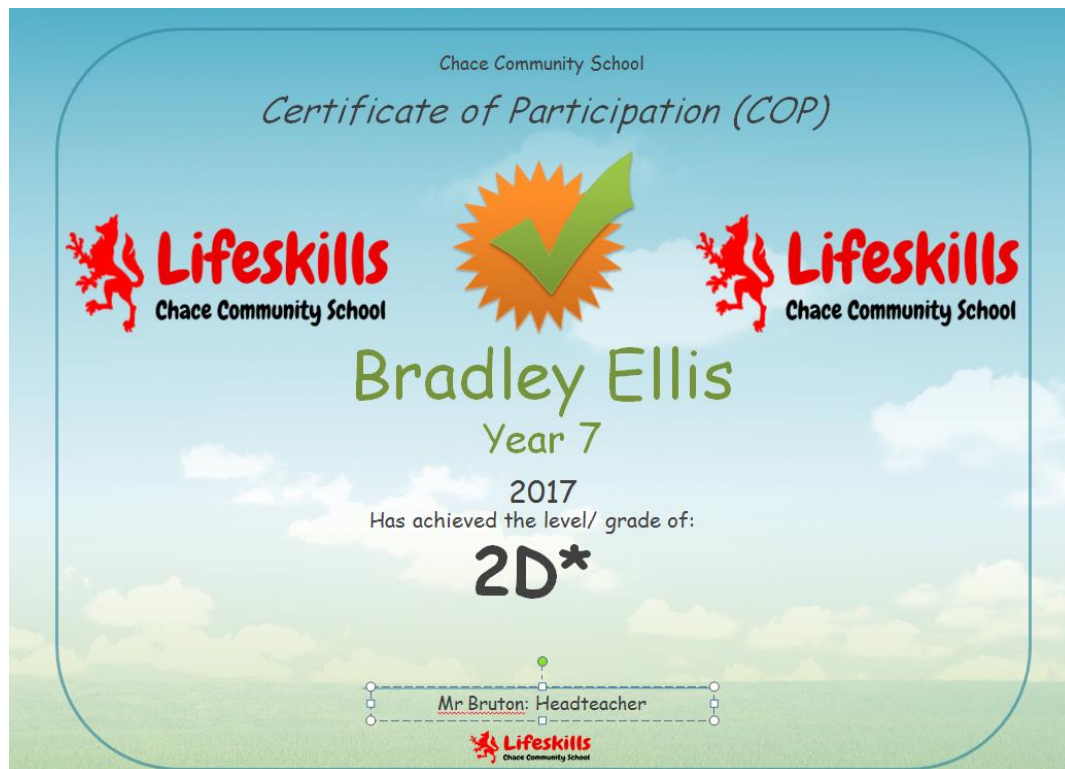 Chace Community School
Certificate of Participation (COP)
Lifeskills
Chace Community School
Lifeskills
Chace Community School
Bradley Ellis
Year 7
2017
Has achieved the level/ grade of:
2D*
Mr Bruton: Headteacher
Lifeskills
Chace Community School